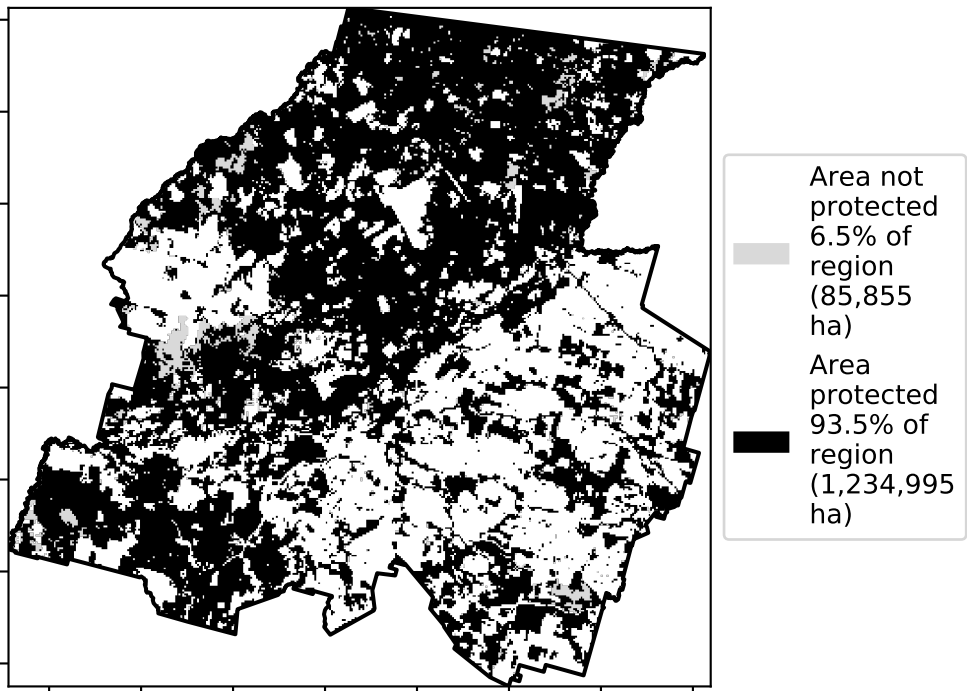 Area not
protected
6.5% of
region
(85,855
ha)
Area
protected
93.5% of
region
(1,234,995
ha)